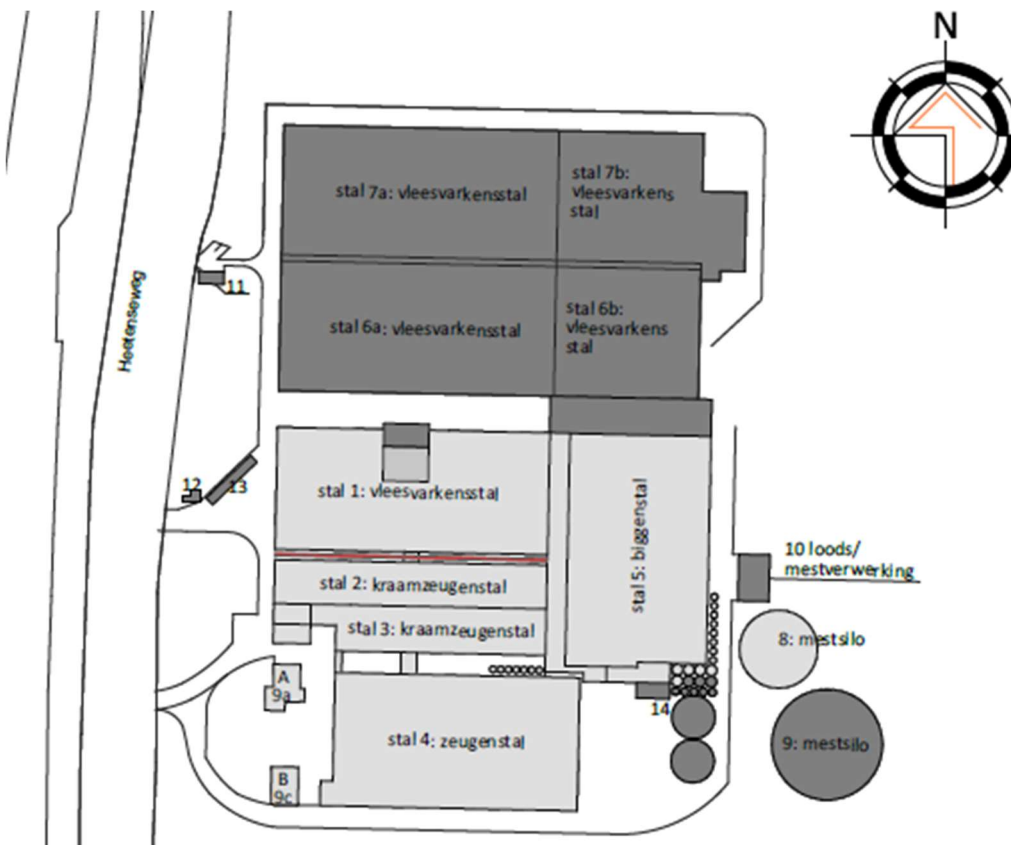 N
stal 7a: vleesvarkensstal
stal 7b:
vleesvarkens
stal
11
Heetenseweg
stal 6a: vleesvarkensstal
stal 6b:
vleesvarkens
stal
12
13
stal 1: vleesvarkensstal
stal 5: biggenstal
10 loods/
mestverwerking
stal 2: kraamzeugenstal
stal 3: kraamzeugenstal
8: mestsilo
A
9a
14
stal 4: zeugenstal
9: mestsilo
B
9c